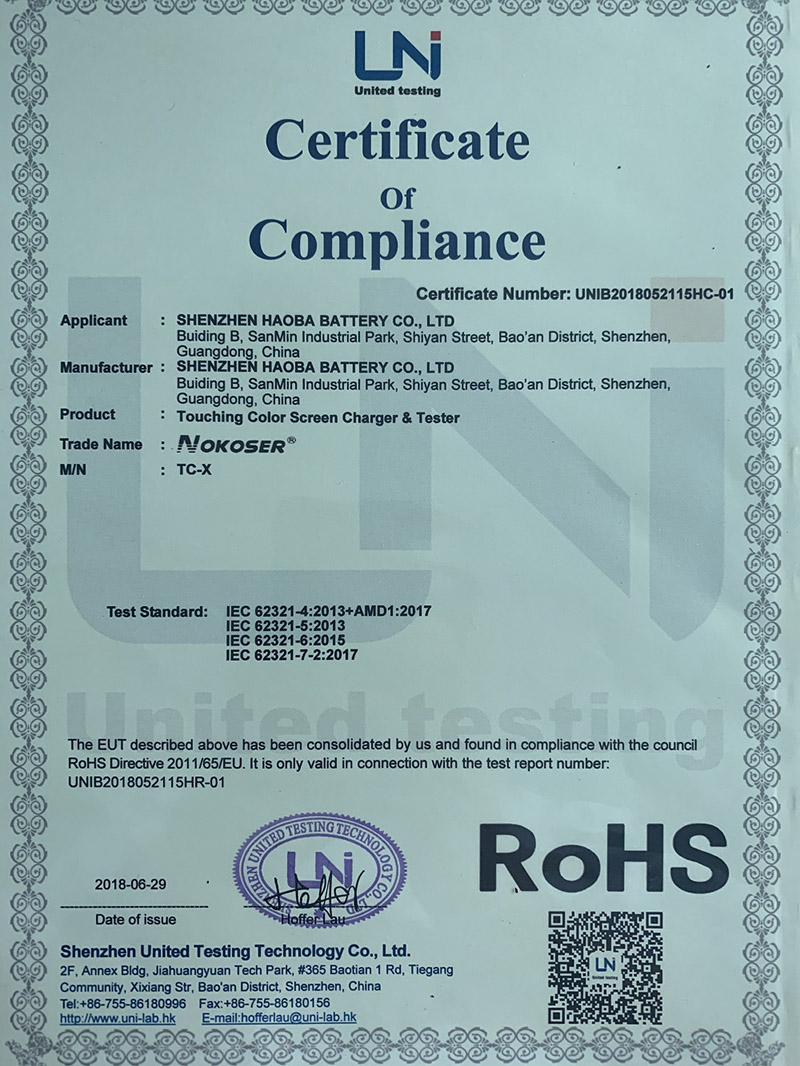 LNi
United testing
Certificate
Of
Compliance
Certificate Number: UNIB2018052115HC-01
Applicant : SHENZHEN HAOBA BATTERY CO., LTD
Buiding B, SanMin Industrial Park, Shiyan Street, Bao'an District, Shenzhen,
Guangdong, China
Manufacturer : SHENZHEN HAOBA BATTERY CO., LTD
Buiding B, SanMin Industrial Park, Shiyan Street, Bao'an District, Shenzhen,
Guangdong, China
Product : Touching Color Screen Charger & Tester
Trade Name : NOKOSER®
M/N : TC-X
Test Standard: IEC 62321-4:2013+AMD1:2017
IEC 62321-5:2013
IEC 62321-6:2015
IEC 62321-7-2:2017
United testing
The EUT described above has been consolidated by us and found in compliance with the council
RoHS Directive 2011/65/EU. It is only valid in connection with the test report number:
UNIB2018052115HR-01
SHENZHEN UNITED TESTING TECHNOLOGY CO., LTD
LNi
RoHS
2018-06-29
Date of issue
Hoffer Lau
LNi
United testing
Shenzhen United Testing Technology Co., Ltd.
2F, Annex Bldg, Jiahuangyuan Tech Park, #365 Baotian 1 Rd, Tiegang
Community, Xixiang Str, Bao'an District, Shenzhen, China
Tel:+86-755-86180996 Fax:+86-755-86180156
http://www.uni-lab.hk E-mail:hofferlau@uni-lab.hk